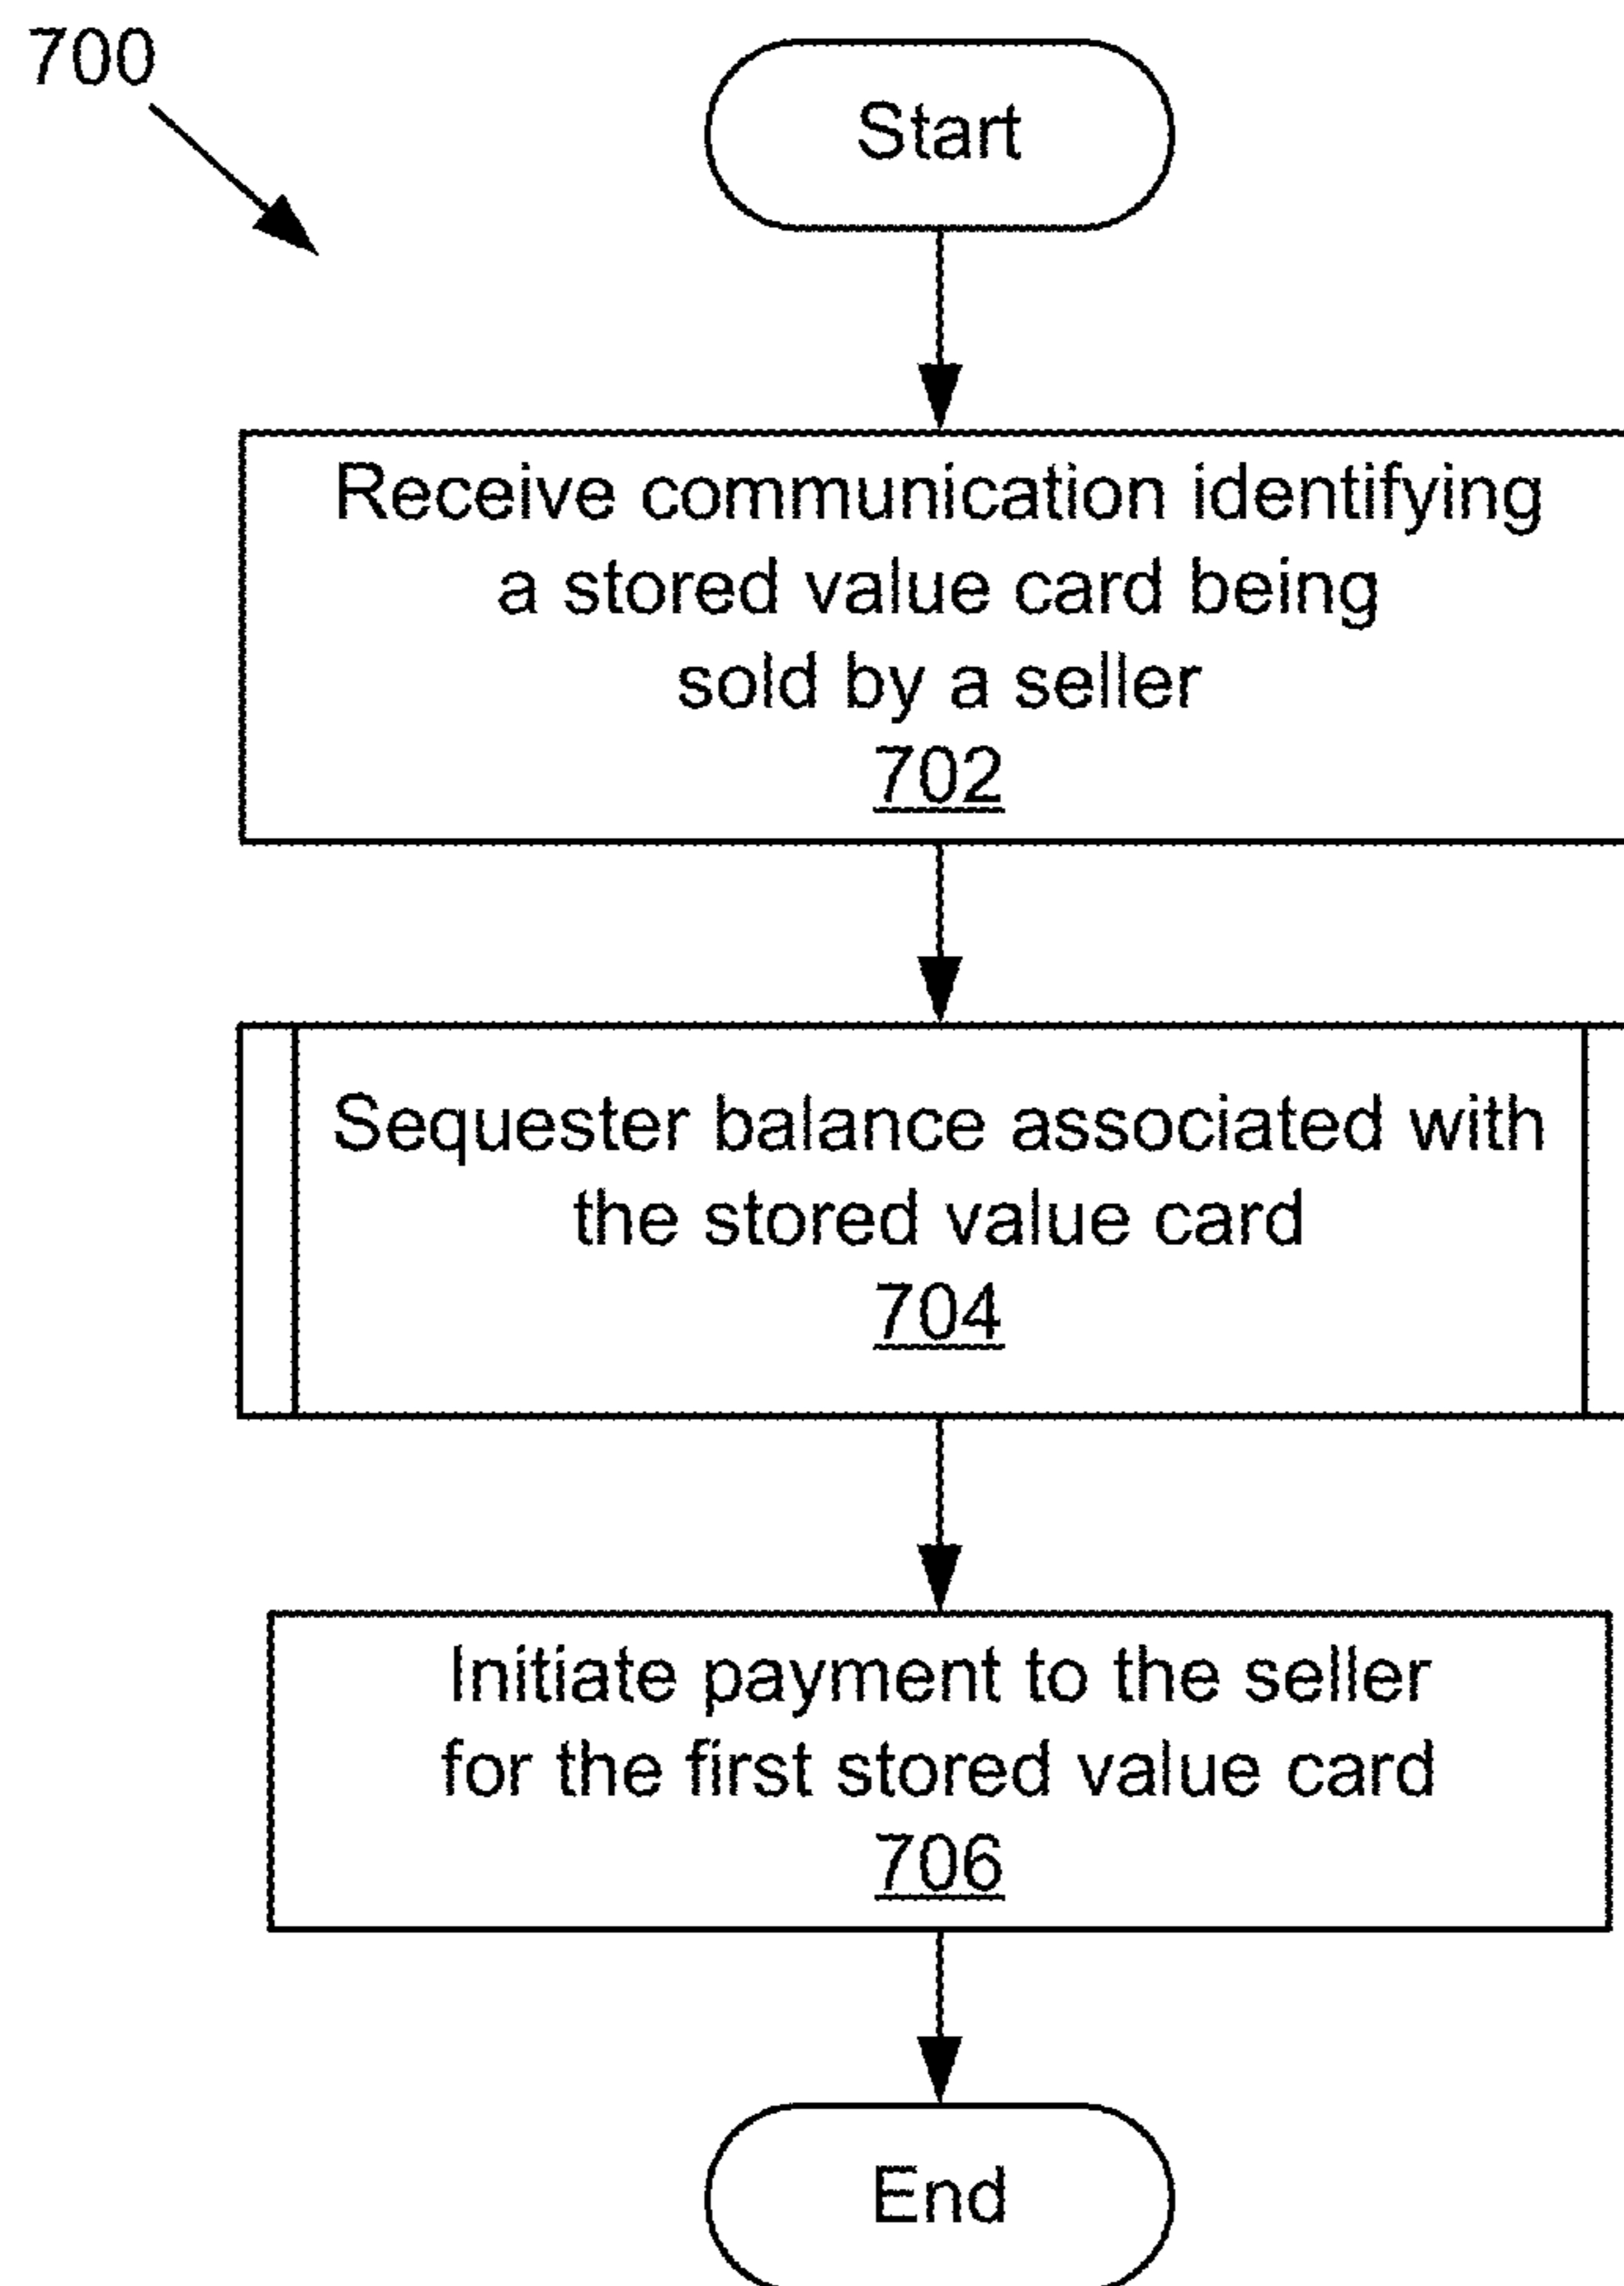 700
Start
Receive communication identifying
a stored value card being
sold by a seller
702
Sequester balance associated with
the stored value card
704
Initiate payment to the seller
for the first stored value card
706
End